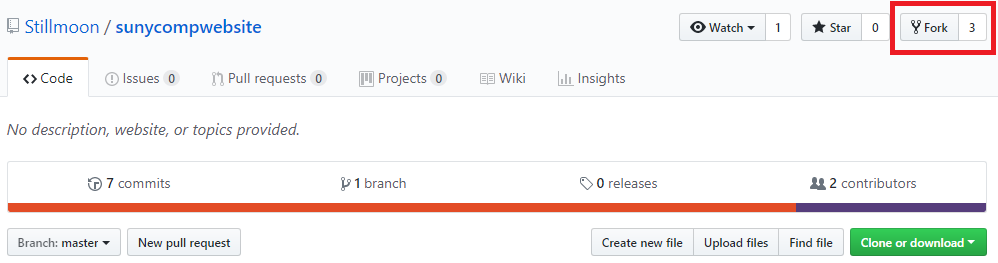 Stillmoon / sunycompwebsite Watch 1 Star 0 Fork 3
Code Issues 0 Pull requests 0 Projects 0 Wiki Insights
No description, website, or topics provided.
7 commits 1 branch 0 releases 2 contributors
Branch: master New pull request Create new file Upload files Find file Clone or download